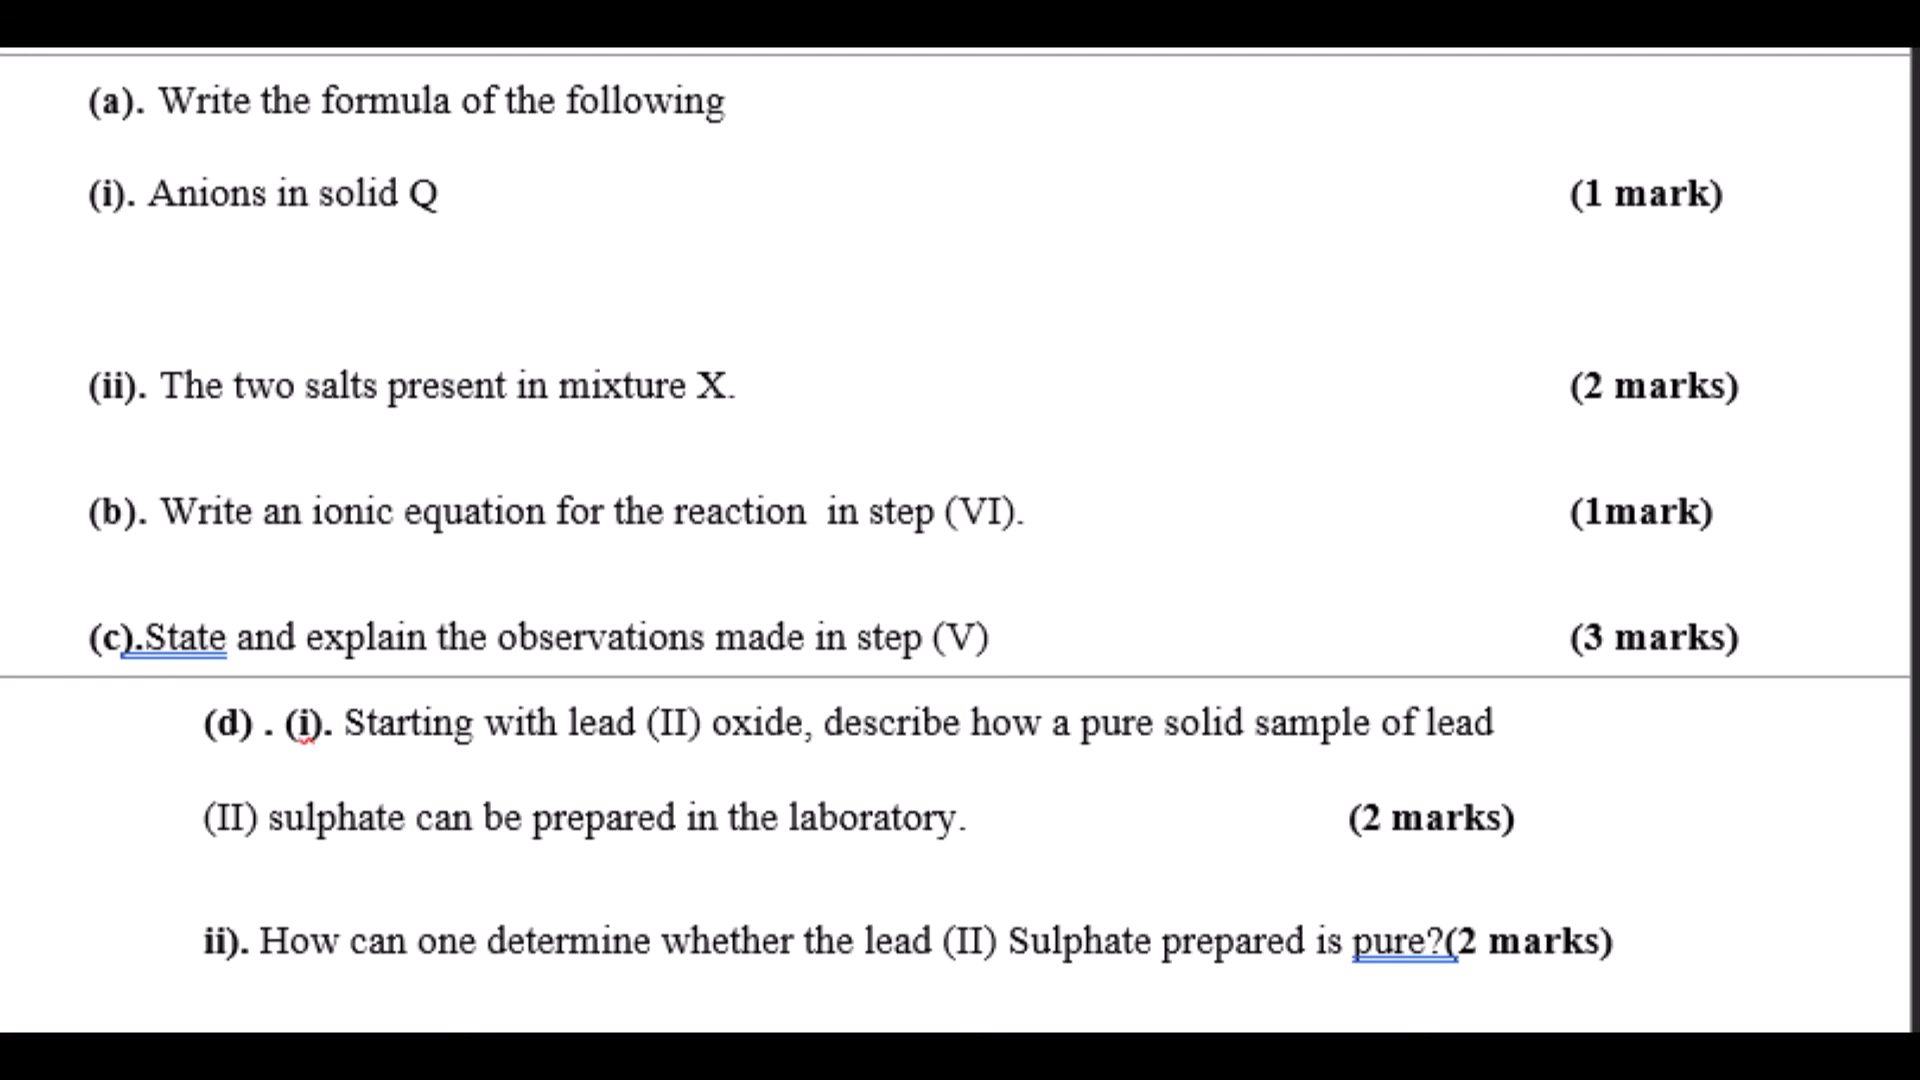 (a). Write the formula of the following
(i). Anions in solid Q (1 mark)
(ii). The two salts present in mixture X. (2 marks)
(b). Write an ionic equation for the reaction  in step (VI). (1mark)
(c).State and explain the observations made in step (V) (3 marks)
(d) . (i). Starting with lead (II) oxide, describe how a pure solid sample of lead
(II) sulphate can be prepared in the laboratory. (2 marks)
ii). How can one determine whether the lead (II) Sulphate prepared is pure?(2 marks)